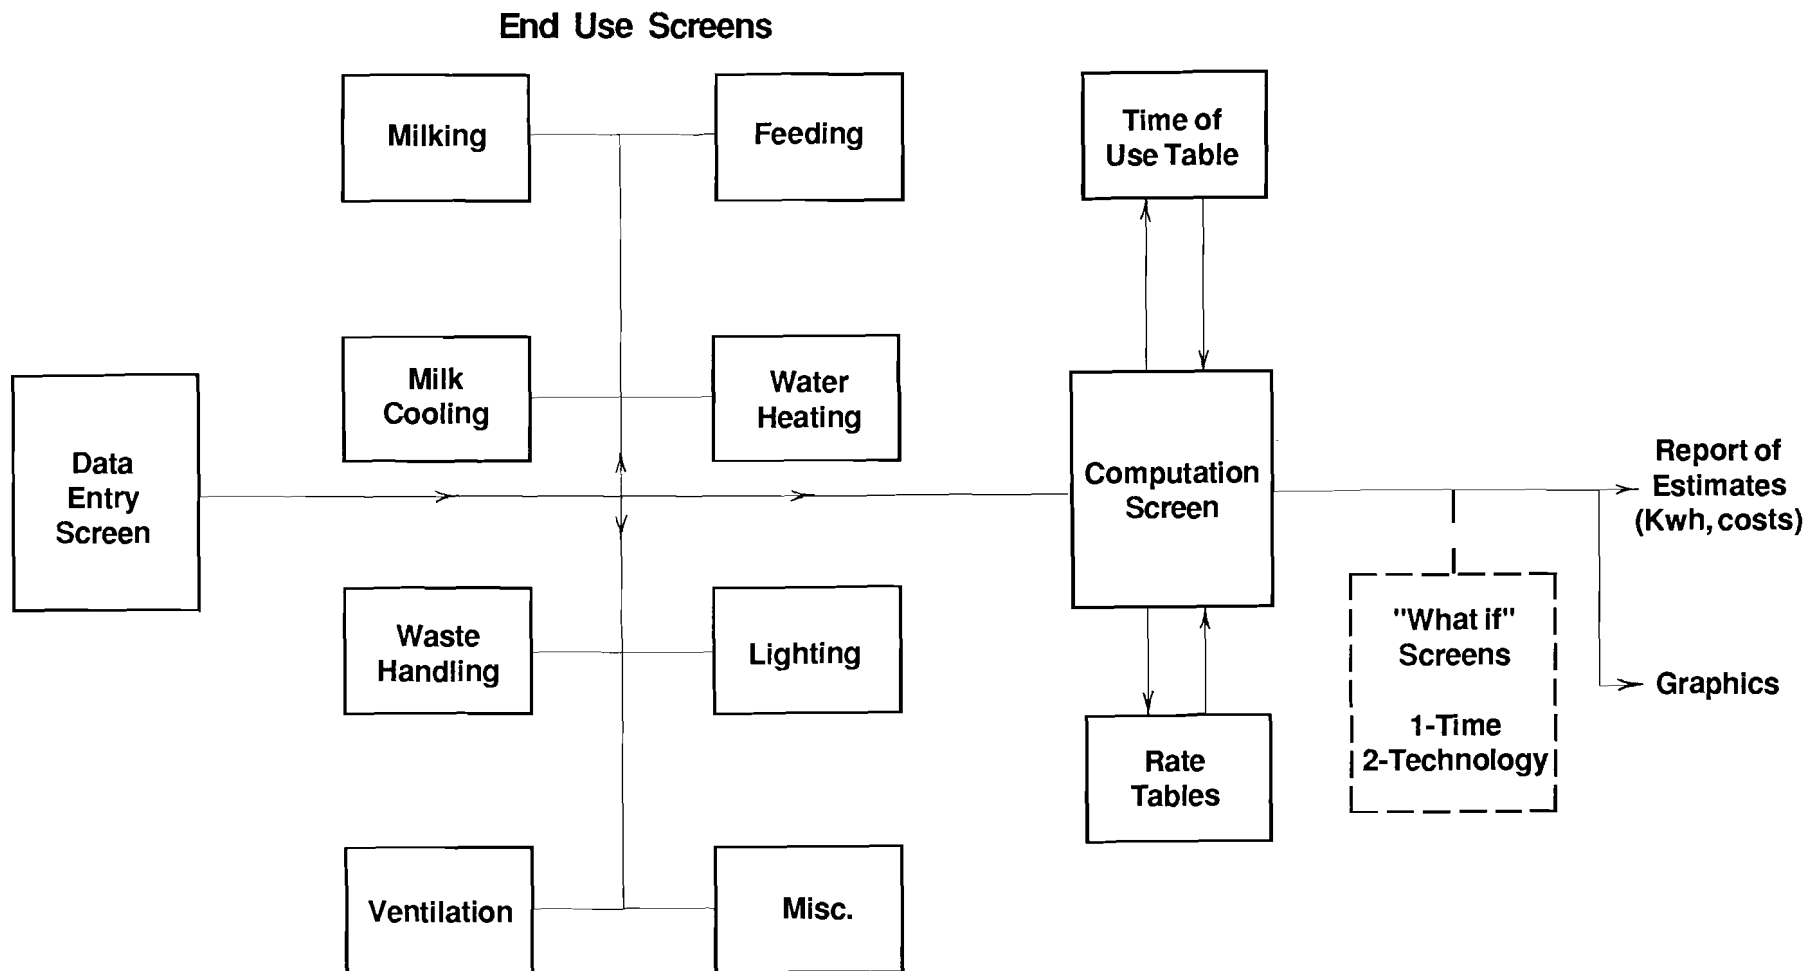 End Use Screens
Milking
Feeding
Time of
Use Table
Milk
Cooling
Water
Heating
Data
Entry
Screen
Computation
Screen
Report of
Estimates
(Kwh, costs)
Waste
Handling
Lighting
"What if"
Screens
1-Time
2-Technology
Graphics
Rate
Tables
Ventilation
Misc.